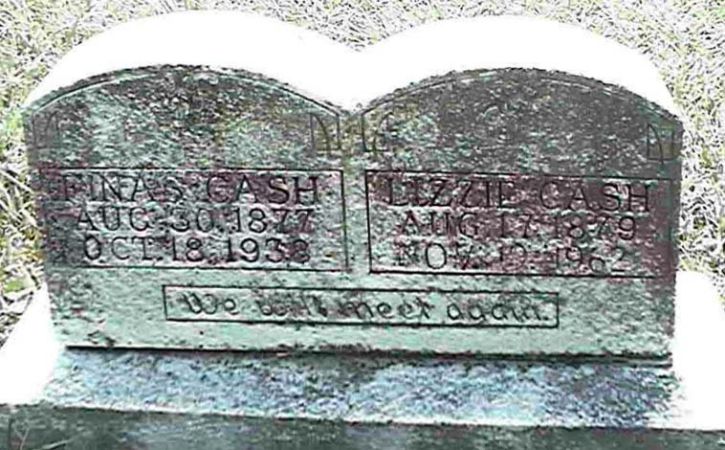 FINAS CASH
AUG. 30, 1877
OCT. 18, 1938
LIZZIE CASH
AUG. 17, 1879
NOV. 1962
We will meet again.